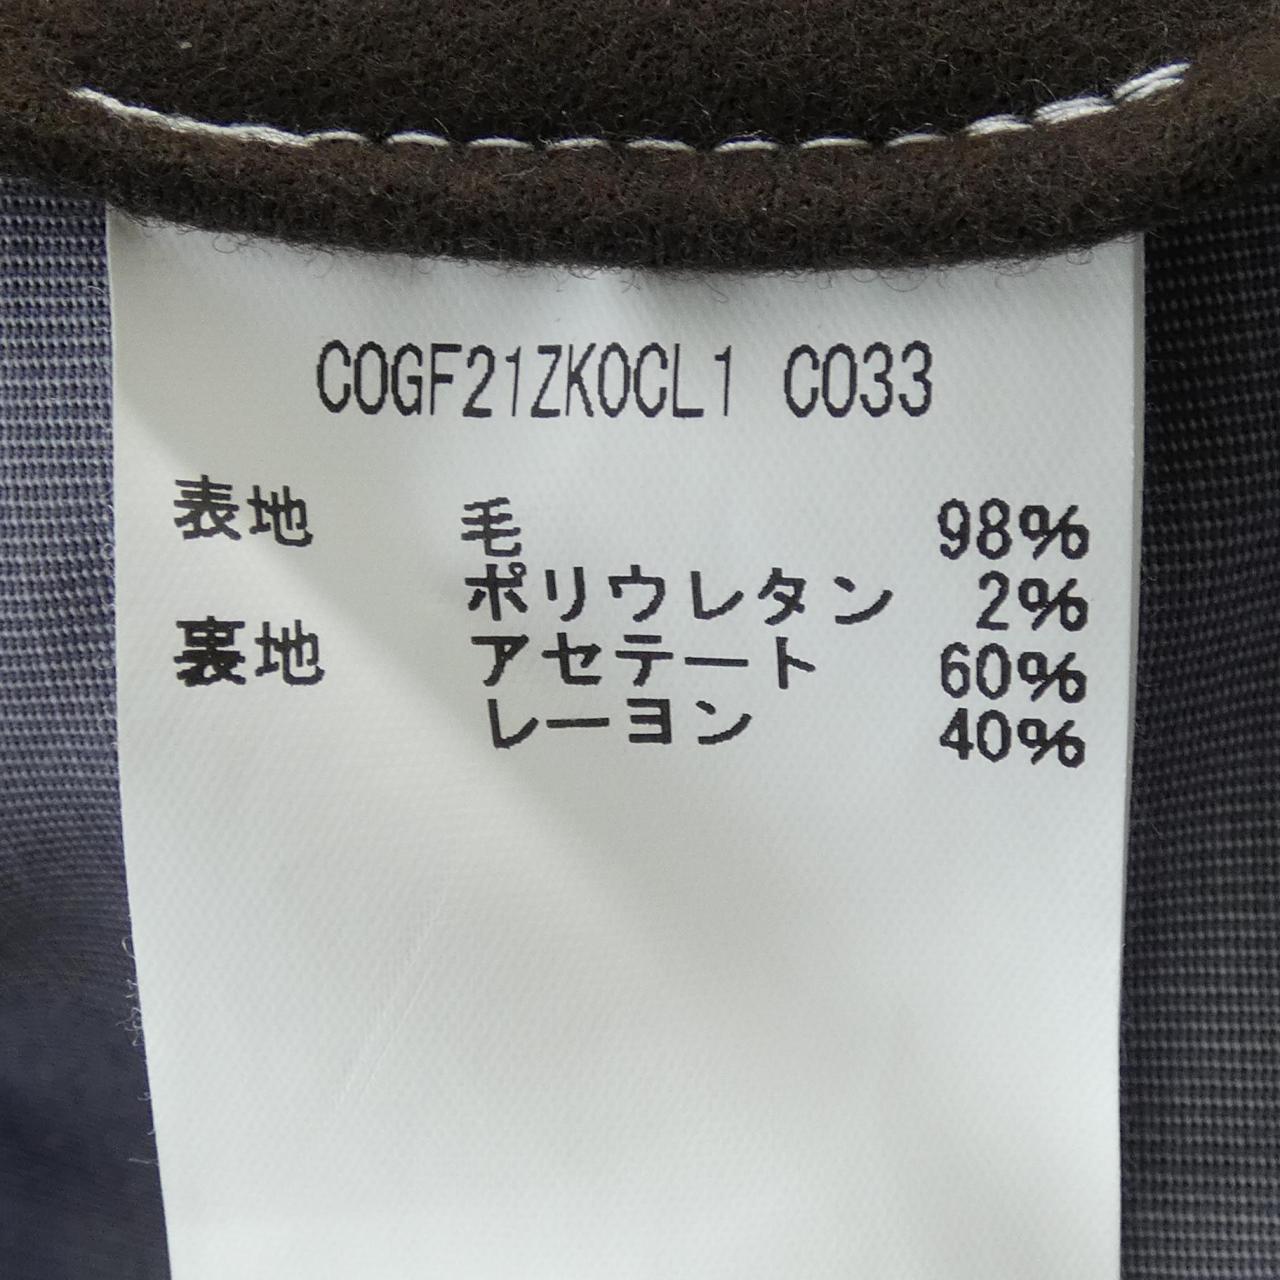 COGF21ZKOCL1 CO33
表地 毛 98%
ポリウレタン 2%
裏地 アセテート 60%
レーヨン 40%